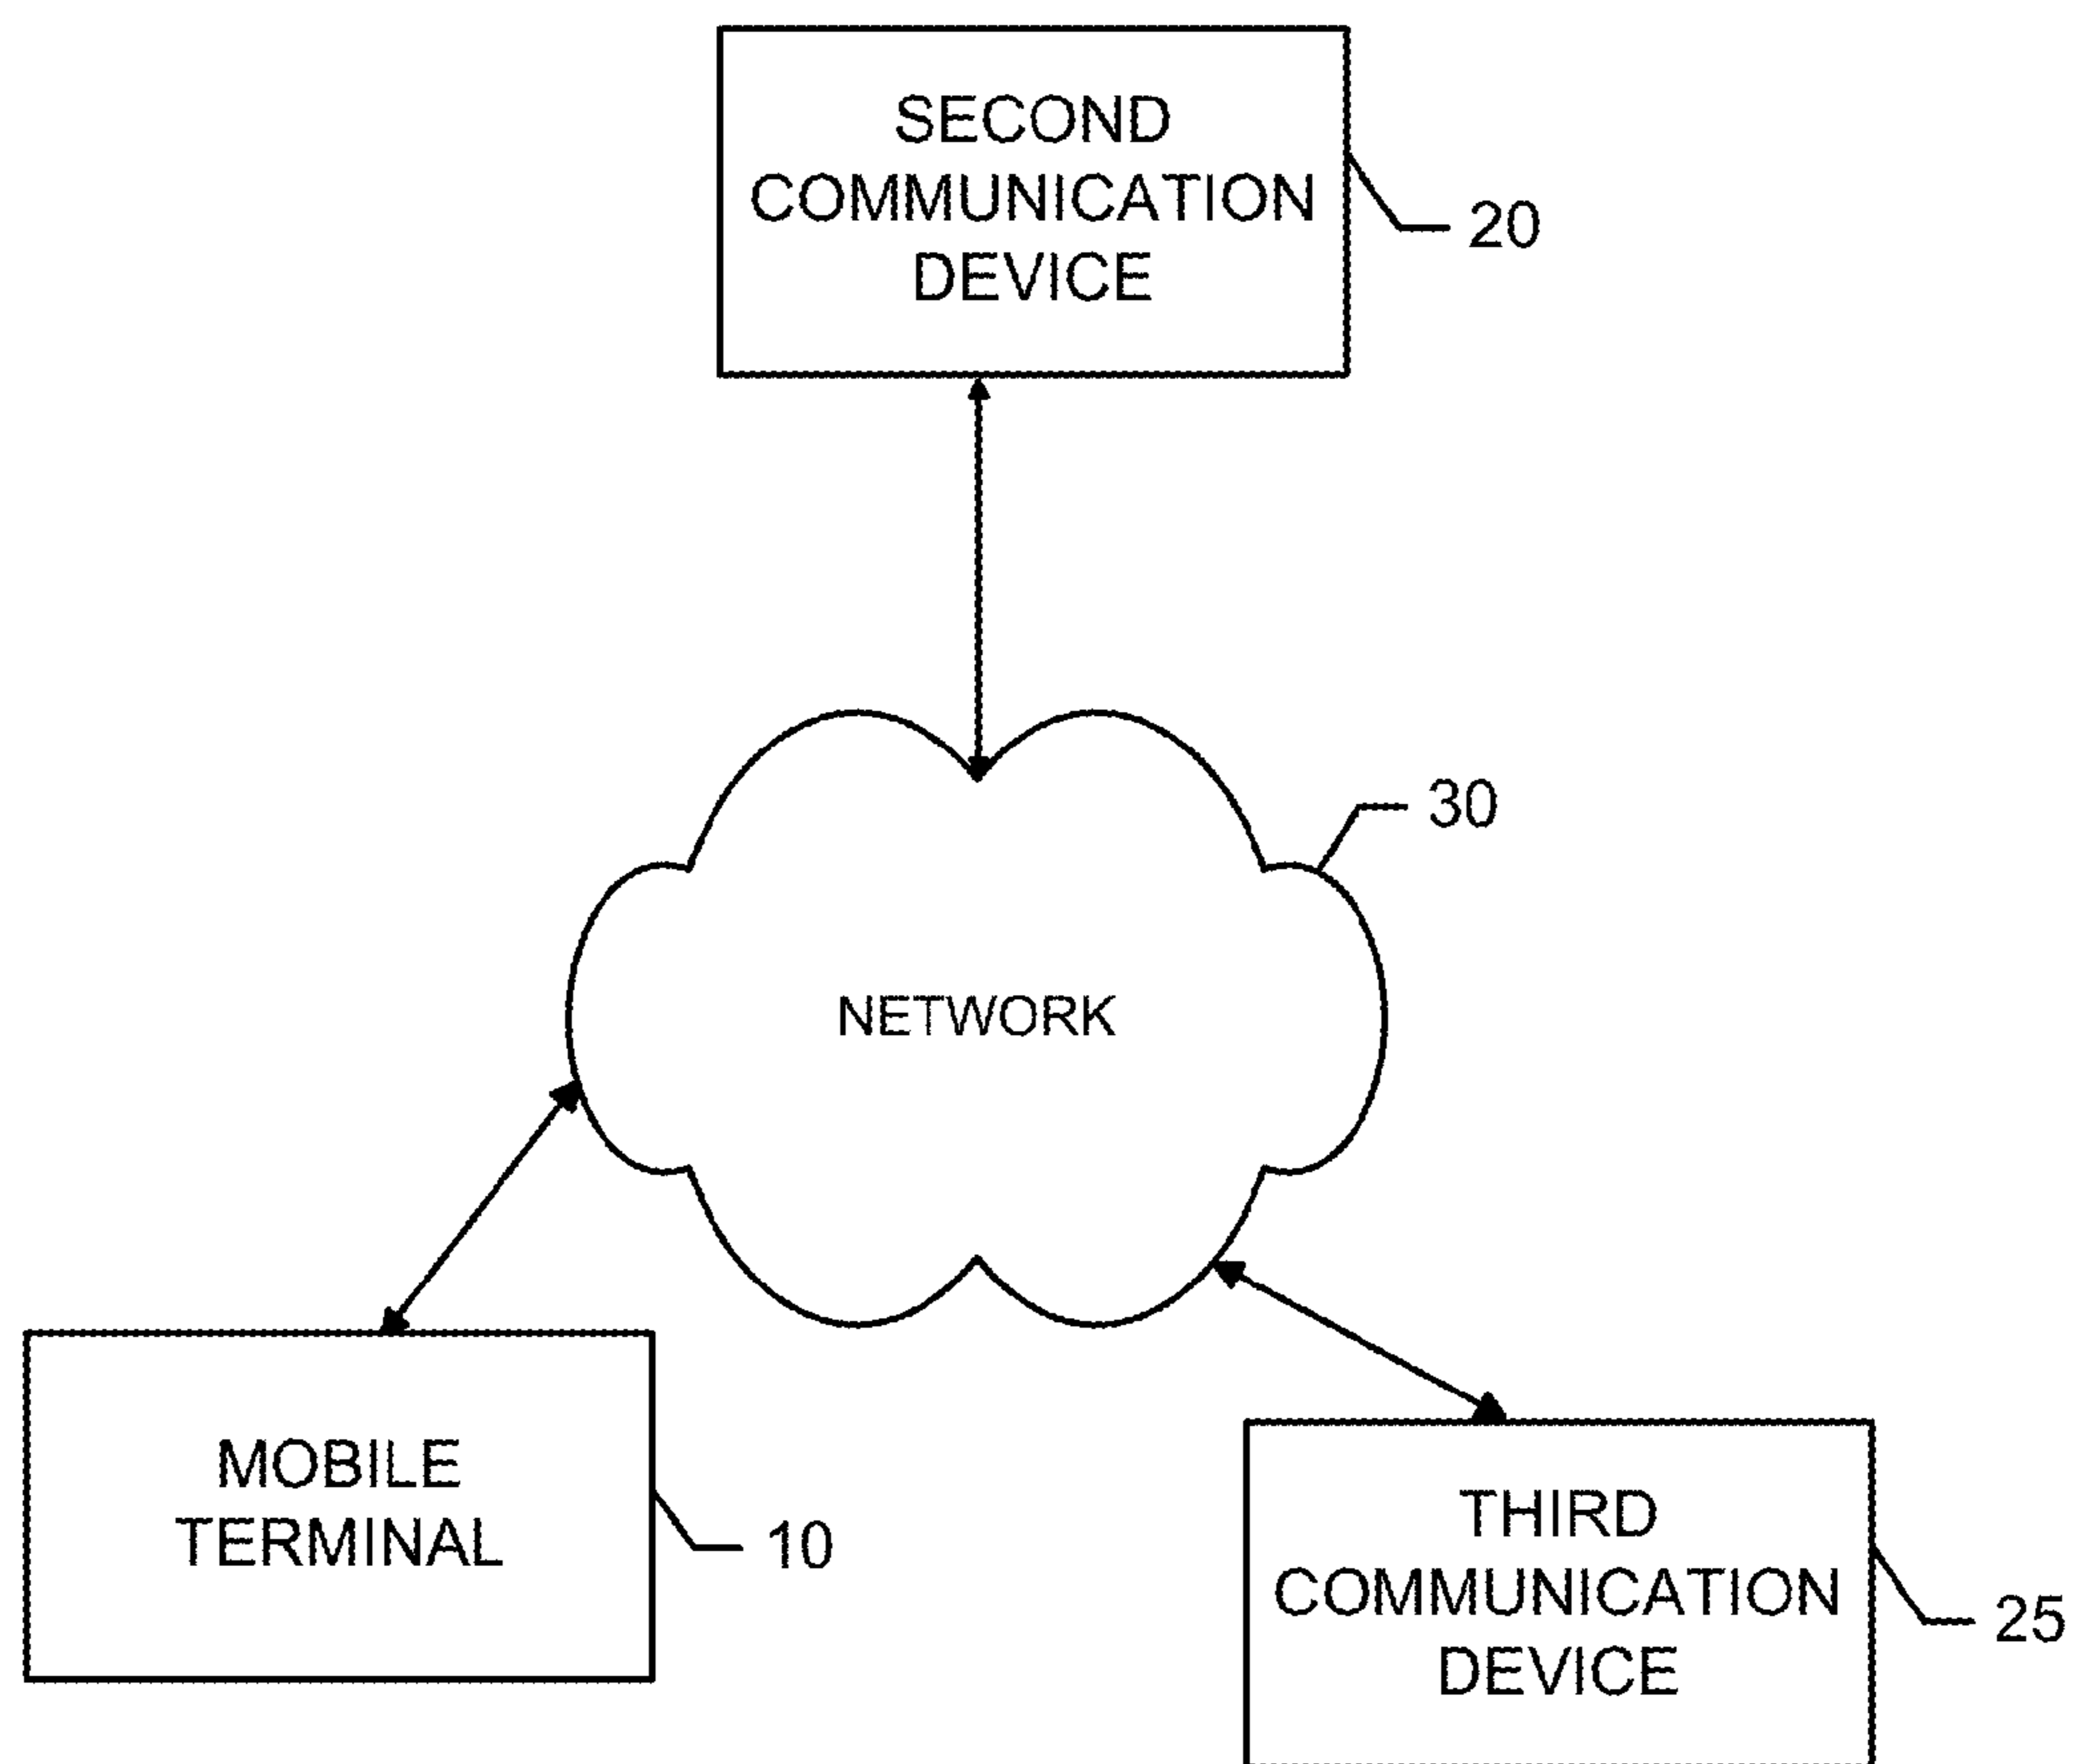 SECOND
COMMUNICATION
DEVICE
20
30
NETWORK
MOBILE
TERMINAL
10
THIRD
COMMUNICATION
DEVICE
25